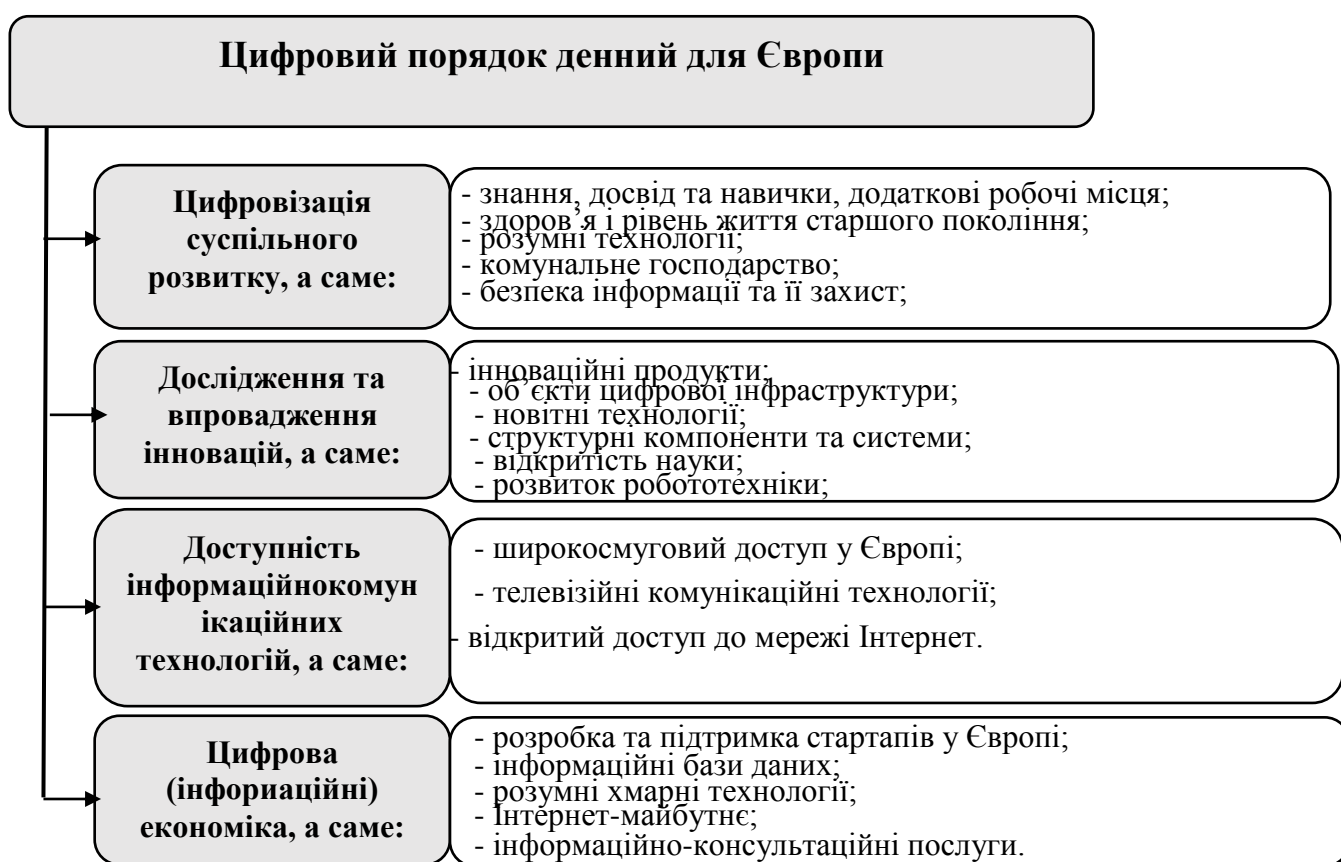 Цифровий порядок денний для Європи
Цифровізація
суспільного
розвитку, а саме:
- знання, досвід та навички, додаткові робочі місця;
- здоров’я і рівень життя старшого покоління;
- розумні технології;
- комунальне господарство;
- безпека інформації та її захист;
Дослідження та
впровадження
інновацій, а саме:
- інноваційні продукти;
- об’єкти цифрової інфраструктури;
- новітні технології;
- структурні компоненти та системи;
- відкритість науки;
- розвиток робототехніки;
Доступність
інформаційнокомун
ікаційних
технологій, а саме:
- широкосмуговий доступ у Європі;
- телевізійні комунікаційні технології;
- відкритий доступ до мережі Інтернет.
Цифрова
(інфориаційні)
економіка, а саме:
- розробка та підтримка стартапів у Європі;
- інформаційні бази даних;
- розумні хмарні технології;
- Інтернет-майбутнє;
- інформаційно-консультаційні послуги.